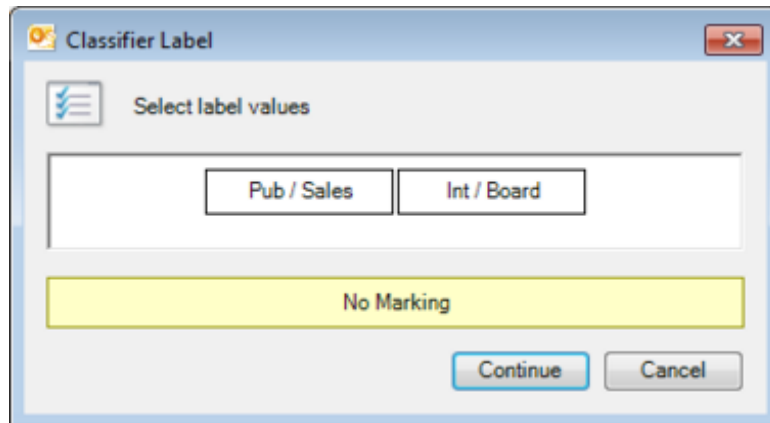 Classifier Label
Select label values
Pub / Sales Int / Board
No Marking
Continue Cancel